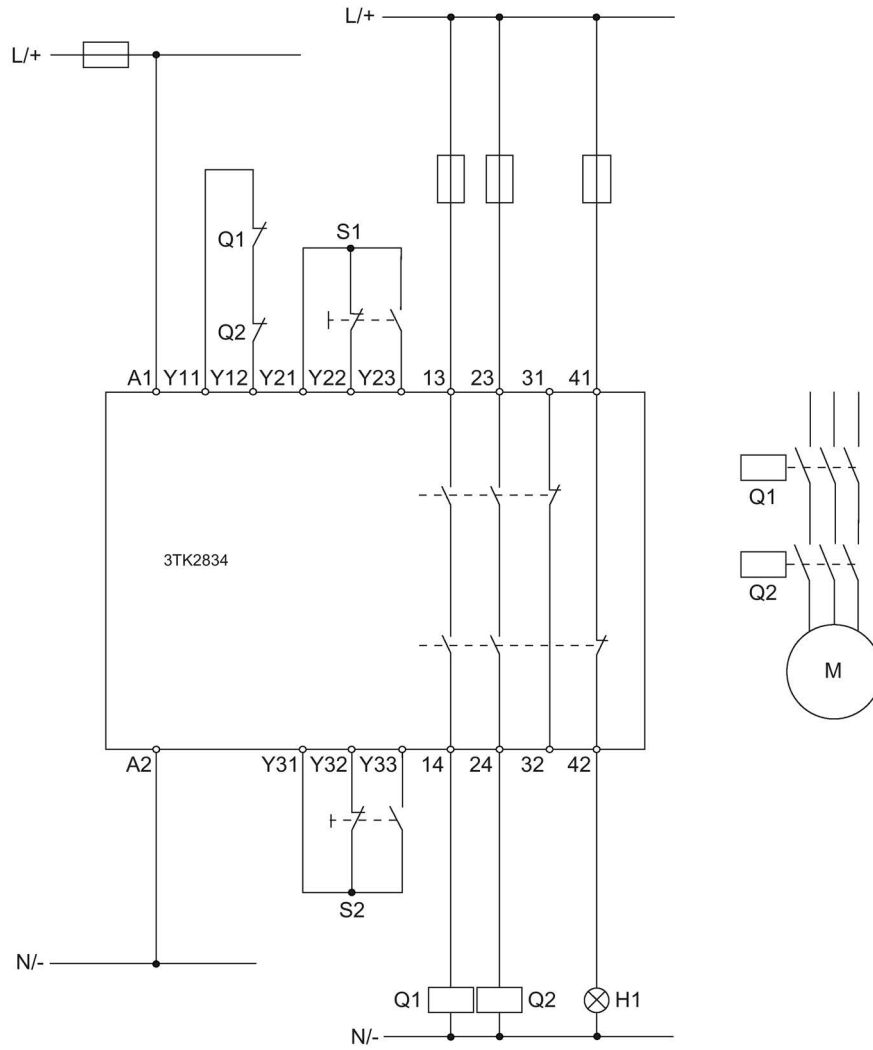 L/+
L/+
Q1
S1
Q2
A1 Y11 Y12 Y21 Y22 Y23 13 23 31 41
Q1
3TK2834
Q2
M
A2 Y31 Y32 Y33 14 24 32 42
S2
N/-
Q1 Q2 H1
N/-